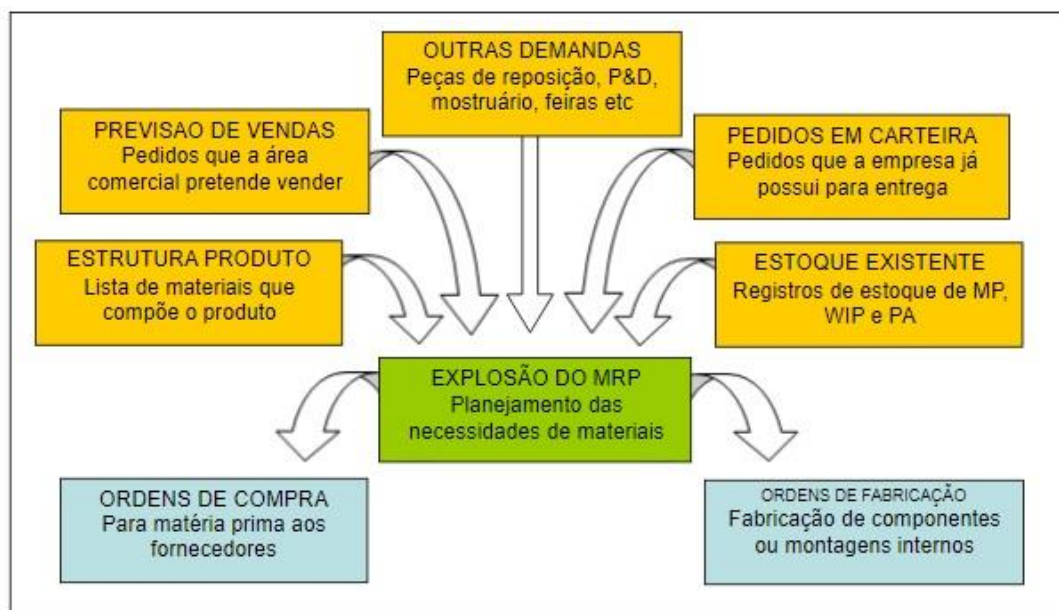 OUTRAS DEMANDAS
Peças de reposição, P&D,
mostruário, feiras etc
PREVISAO DE VENDAS
Pedidos que a área
comercial pretende vender
PEDIDOS EM CARTEIRA
Pedidos que a empresa já
possui para entrega
ESTRUTURA PRODUTO
Lista de materiais que
compõe o produto
ESTOQUE EXISTENTE
Registros de estoque de MP,
WIP e PA
EXPLOSÃO DO MRP
Planejamento das
necessidades de materiais
ORDENS DE COMPRA
Para matéria prima aos
fornecedores
ORDENS DE FABRICAÇÃO
Fabricação de componentes
ou montagens internos